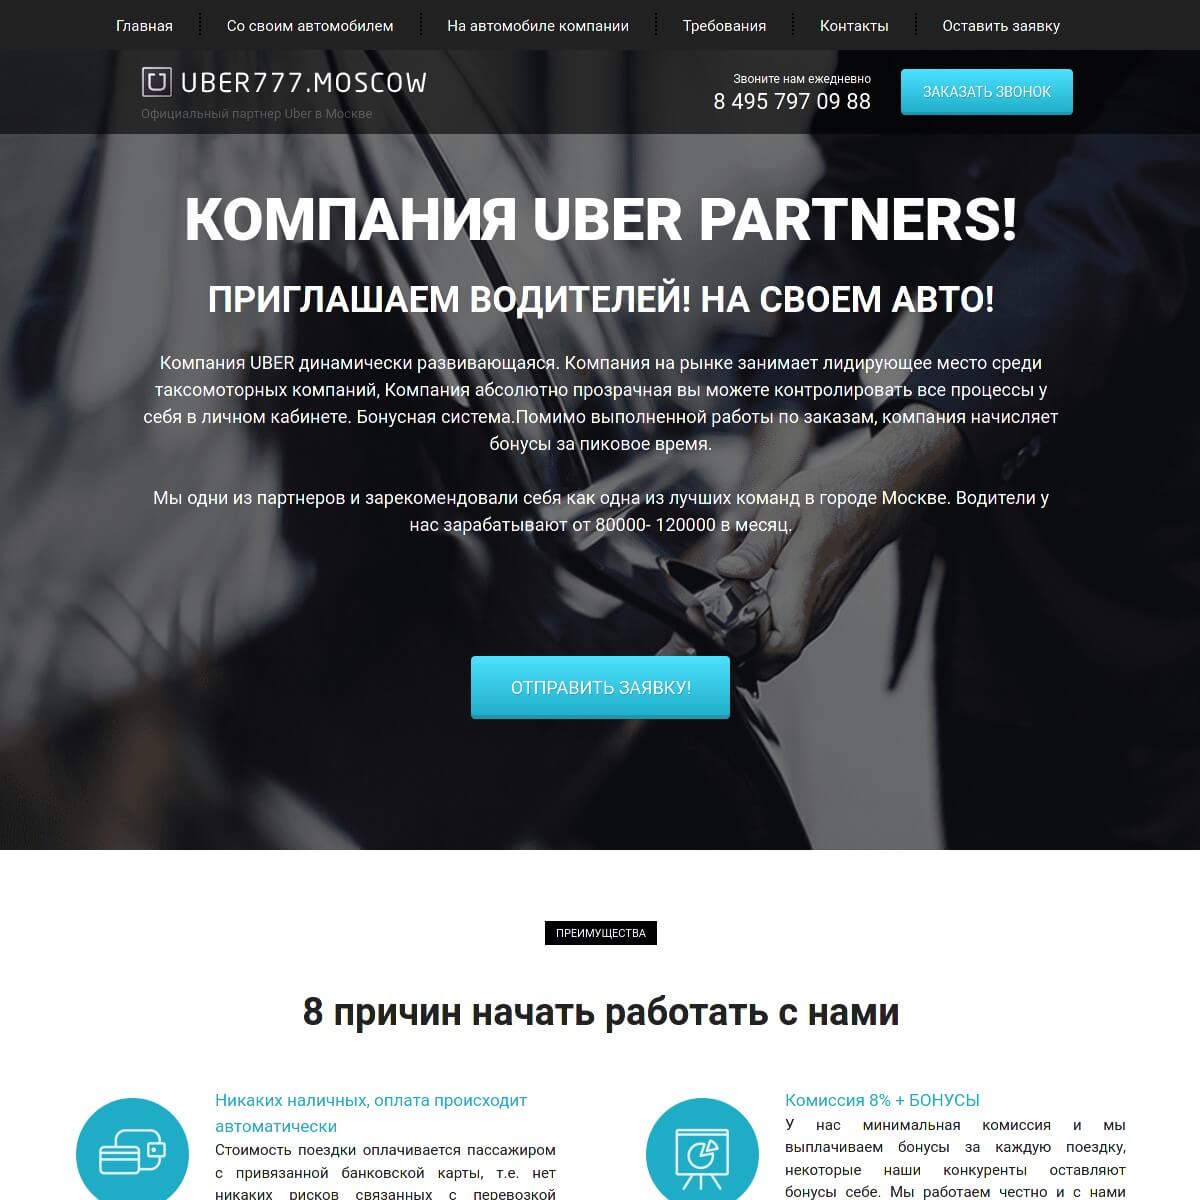 Главная
Со своим автомобилем
На автомобиле компании
Требования
Контакты
Оставить заявку
UBER777.MOSCOW
Официальный партнер Uber в Москве
Звоните нам ежедневно
8 495 797 09 88
ЗАКАЗАТЬ ЗВОНОК
КОМПАНИЯ UBER PARTNERS!
ПРИГЛАШАЕМ ВОДИТЕЛЕЙ! НА СВОЕМ АВТО!
Компания UBER динамически развивающаяся. Компания на рынке занимает лидирующее место среди
таксомоторных компаний, Компания абсолютно прозрачная вы можете контролировать все процессы у
себя в личном кабинете. Бонусная система.Помимо выполненной работы по заказам, компания начисляет
бонусы за пиковое время.
Мы одни из партнеров и зарекомендовали себя как одна из лучших команд в городе Москве. Водители у
нас зарабатывают от 80000- 120000 в месяц.
ОТПРАВИТЬ ЗАЯВКУ!
ПРЕИМУЩЕСТВА
8 причин начать работать с нами
Никаких наличных, оплата происходит
автоматически
Стоимость поездки оплачивается пассажиром
с привязанной банковской карты, т.е. нет
никаких рисков связанных с перевозкой
Комиссия 8% + БОНУСЫ
У нас минимальная комиссия и мы
выплачиваем бонусы за каждую поездку,
некоторые наши конкуренты оставляют
бонусы себе. Мы работаем честно и с нами